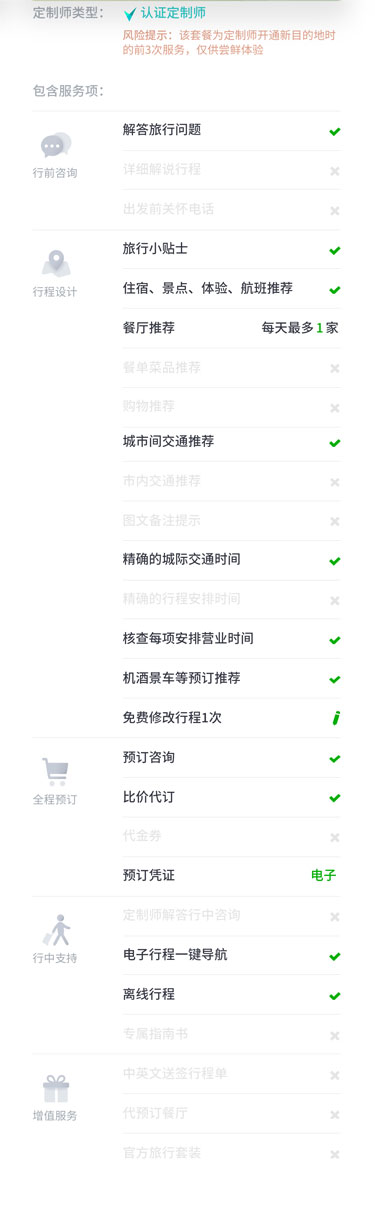 定制师类型： 认证定制师
风险提示：该套餐为定制师开通新目的地时
的前3次服务，仅供尝鲜体验
包含服务项：
行前咨询
解答旅行问题
详细解说行程
出发前关怀电话
行程设计
旅行小贴士
住宿、景点、体验、航班推荐
餐厅推荐 每天最多1家
餐单菜品推荐
购物推荐
城市间交通推荐
市内交通推荐
图文备注提示
精确的城际交通时间
精确的行程安排时间
核查每项安排营业时间
机酒景车等预订推荐
免费修改行程1次
全程预订
预订咨询
比价代订
代金券
预订凭证 电子
行中支持
定制师解答行中咨询
电子行程一键导航
离线行程
专属指南书
增值服务
中英文送签行程单
代预订餐厅
官方旅行套装